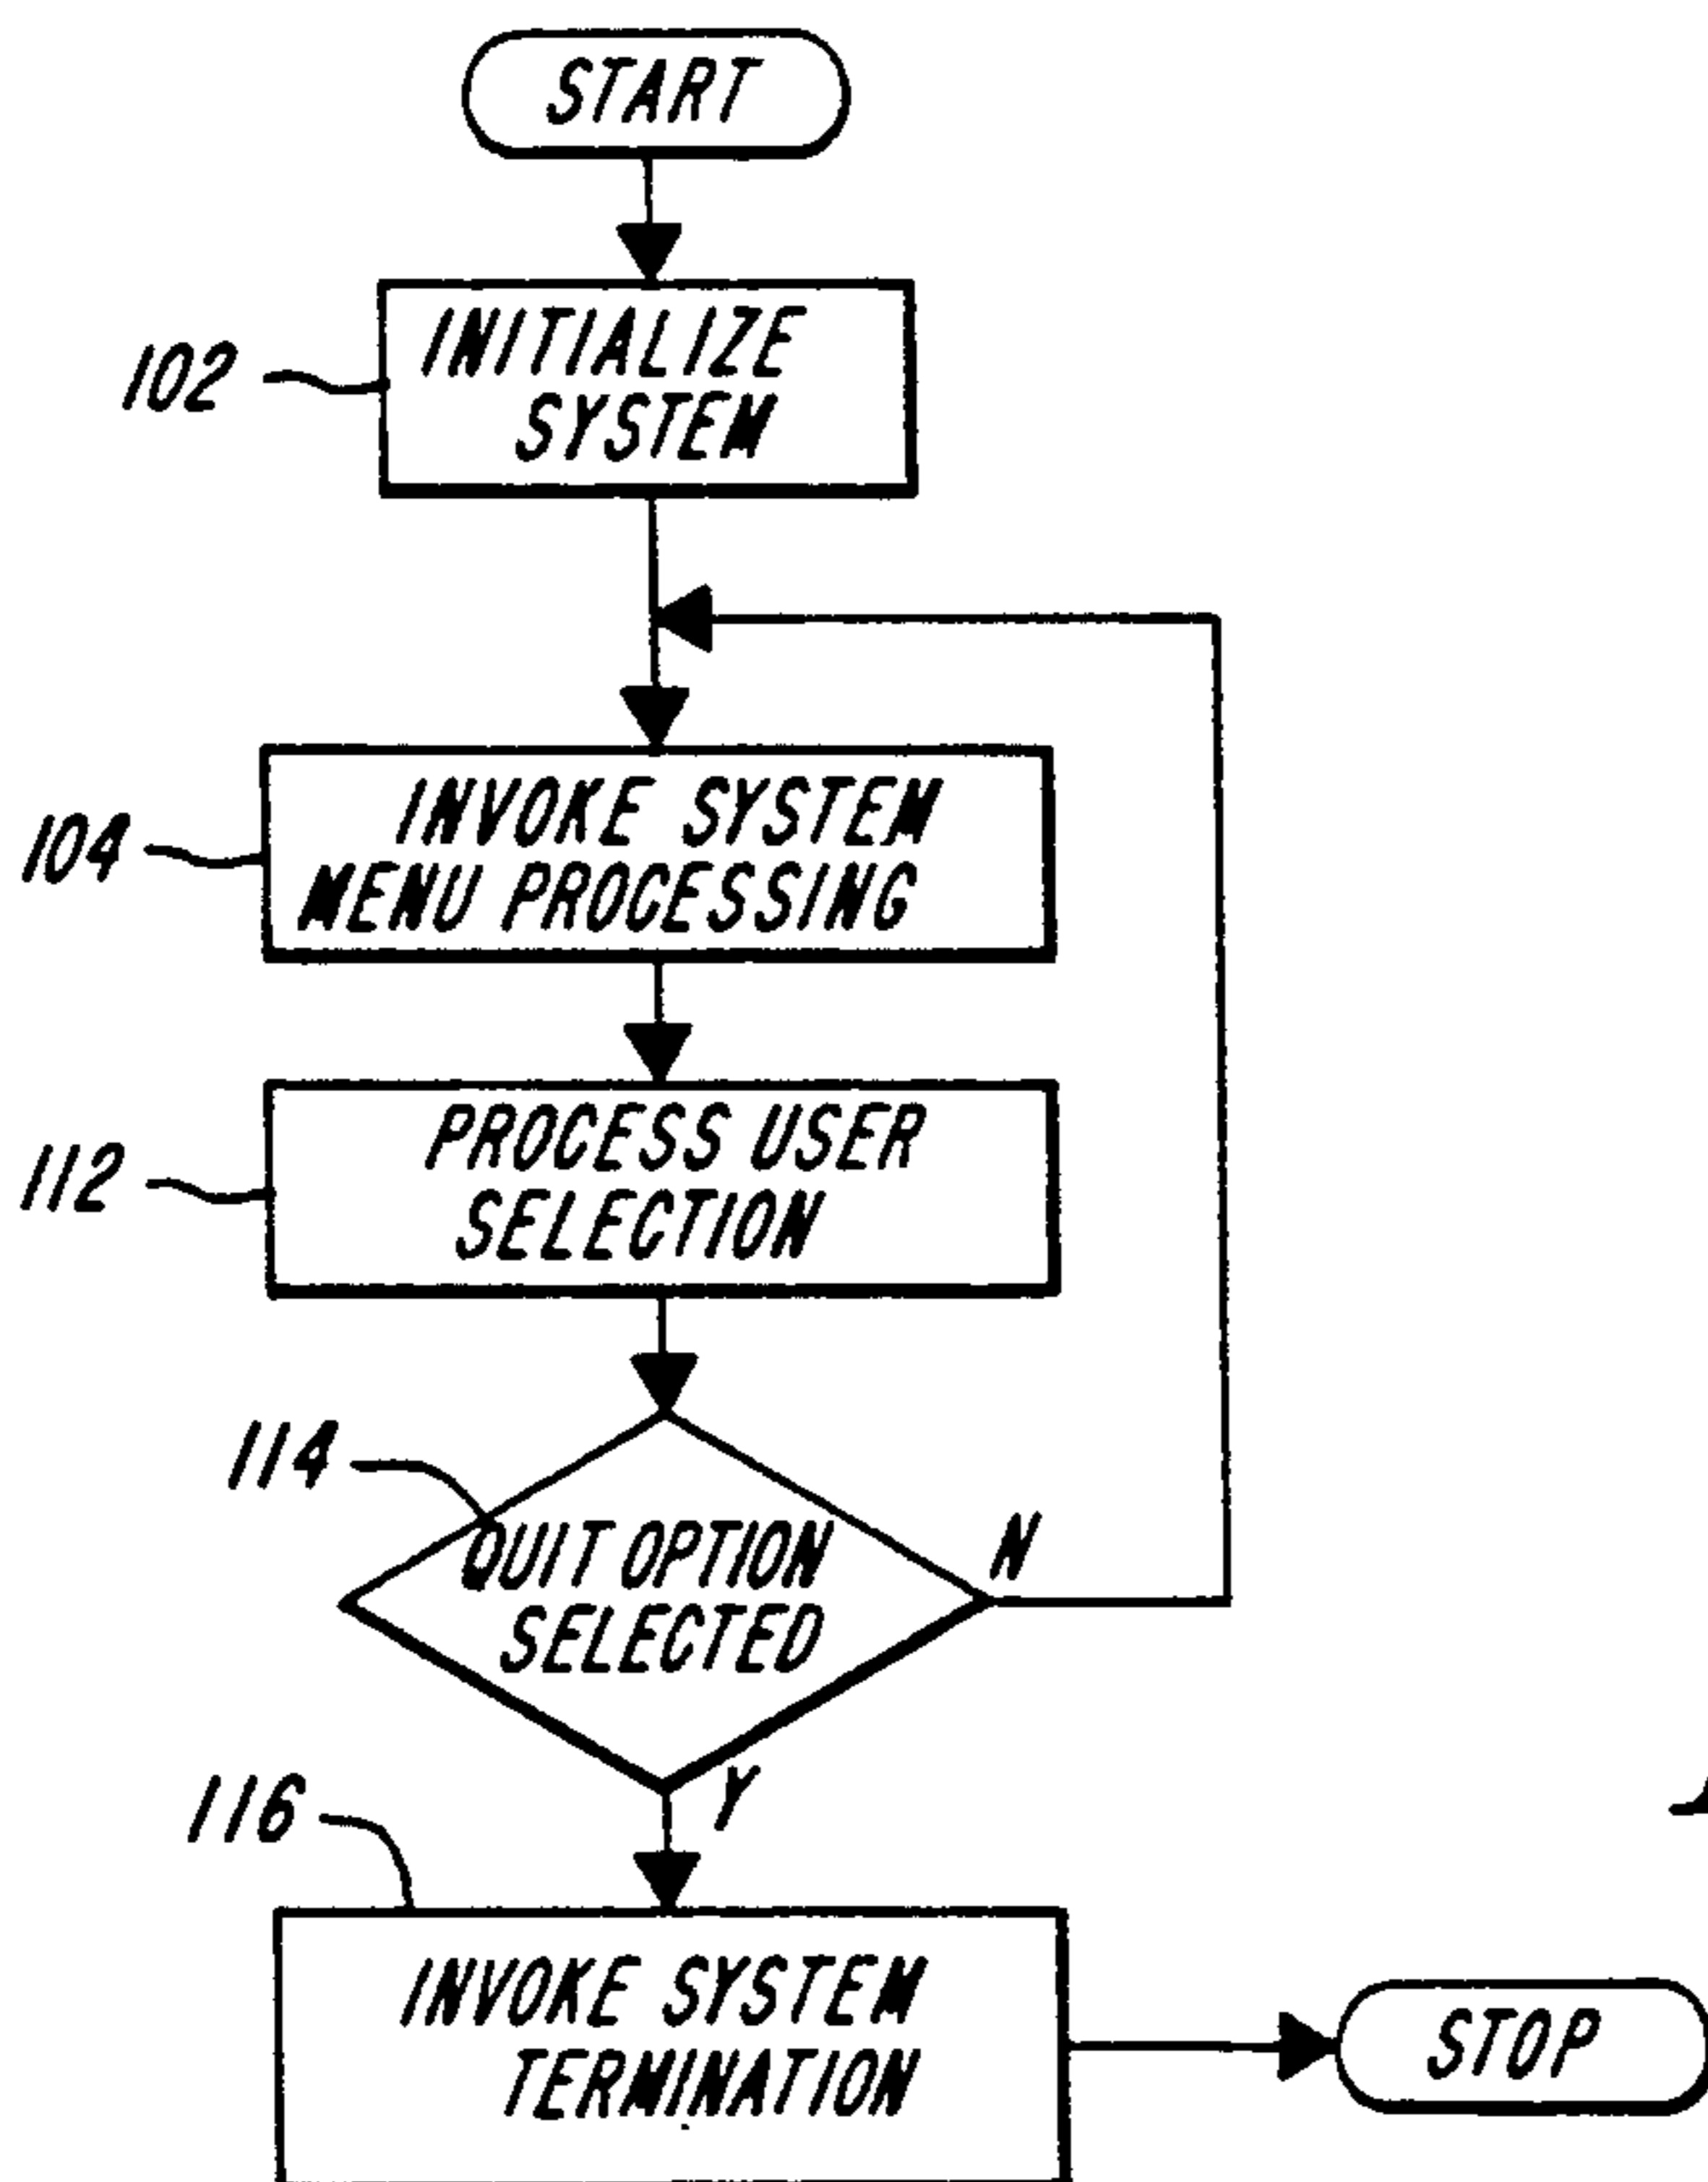 START
102
INITIALIZE
SYSTEM
104
INVOKE SYSTEM
MENU PROCESSING
112
PROCESS USER
SELECTION
114
QUIT OPTION
SELECTED
N
Y
116
INVOKE SYSTEM
TERMINATION
STOP